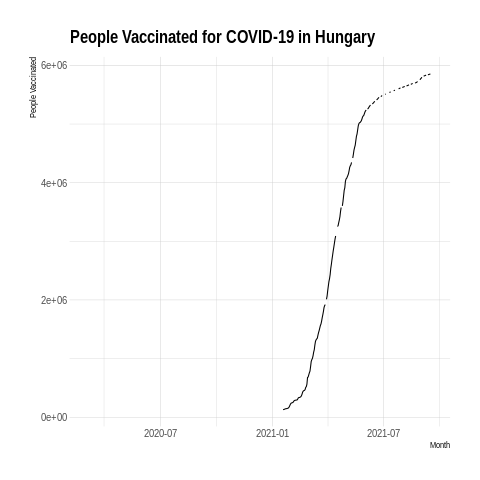 People Vaccinated for COVID-19 in Hungary
People Vaccinated
6e+06
4e+06
2e+06
0e+00
2020-07
2021-01
2021-07
Month